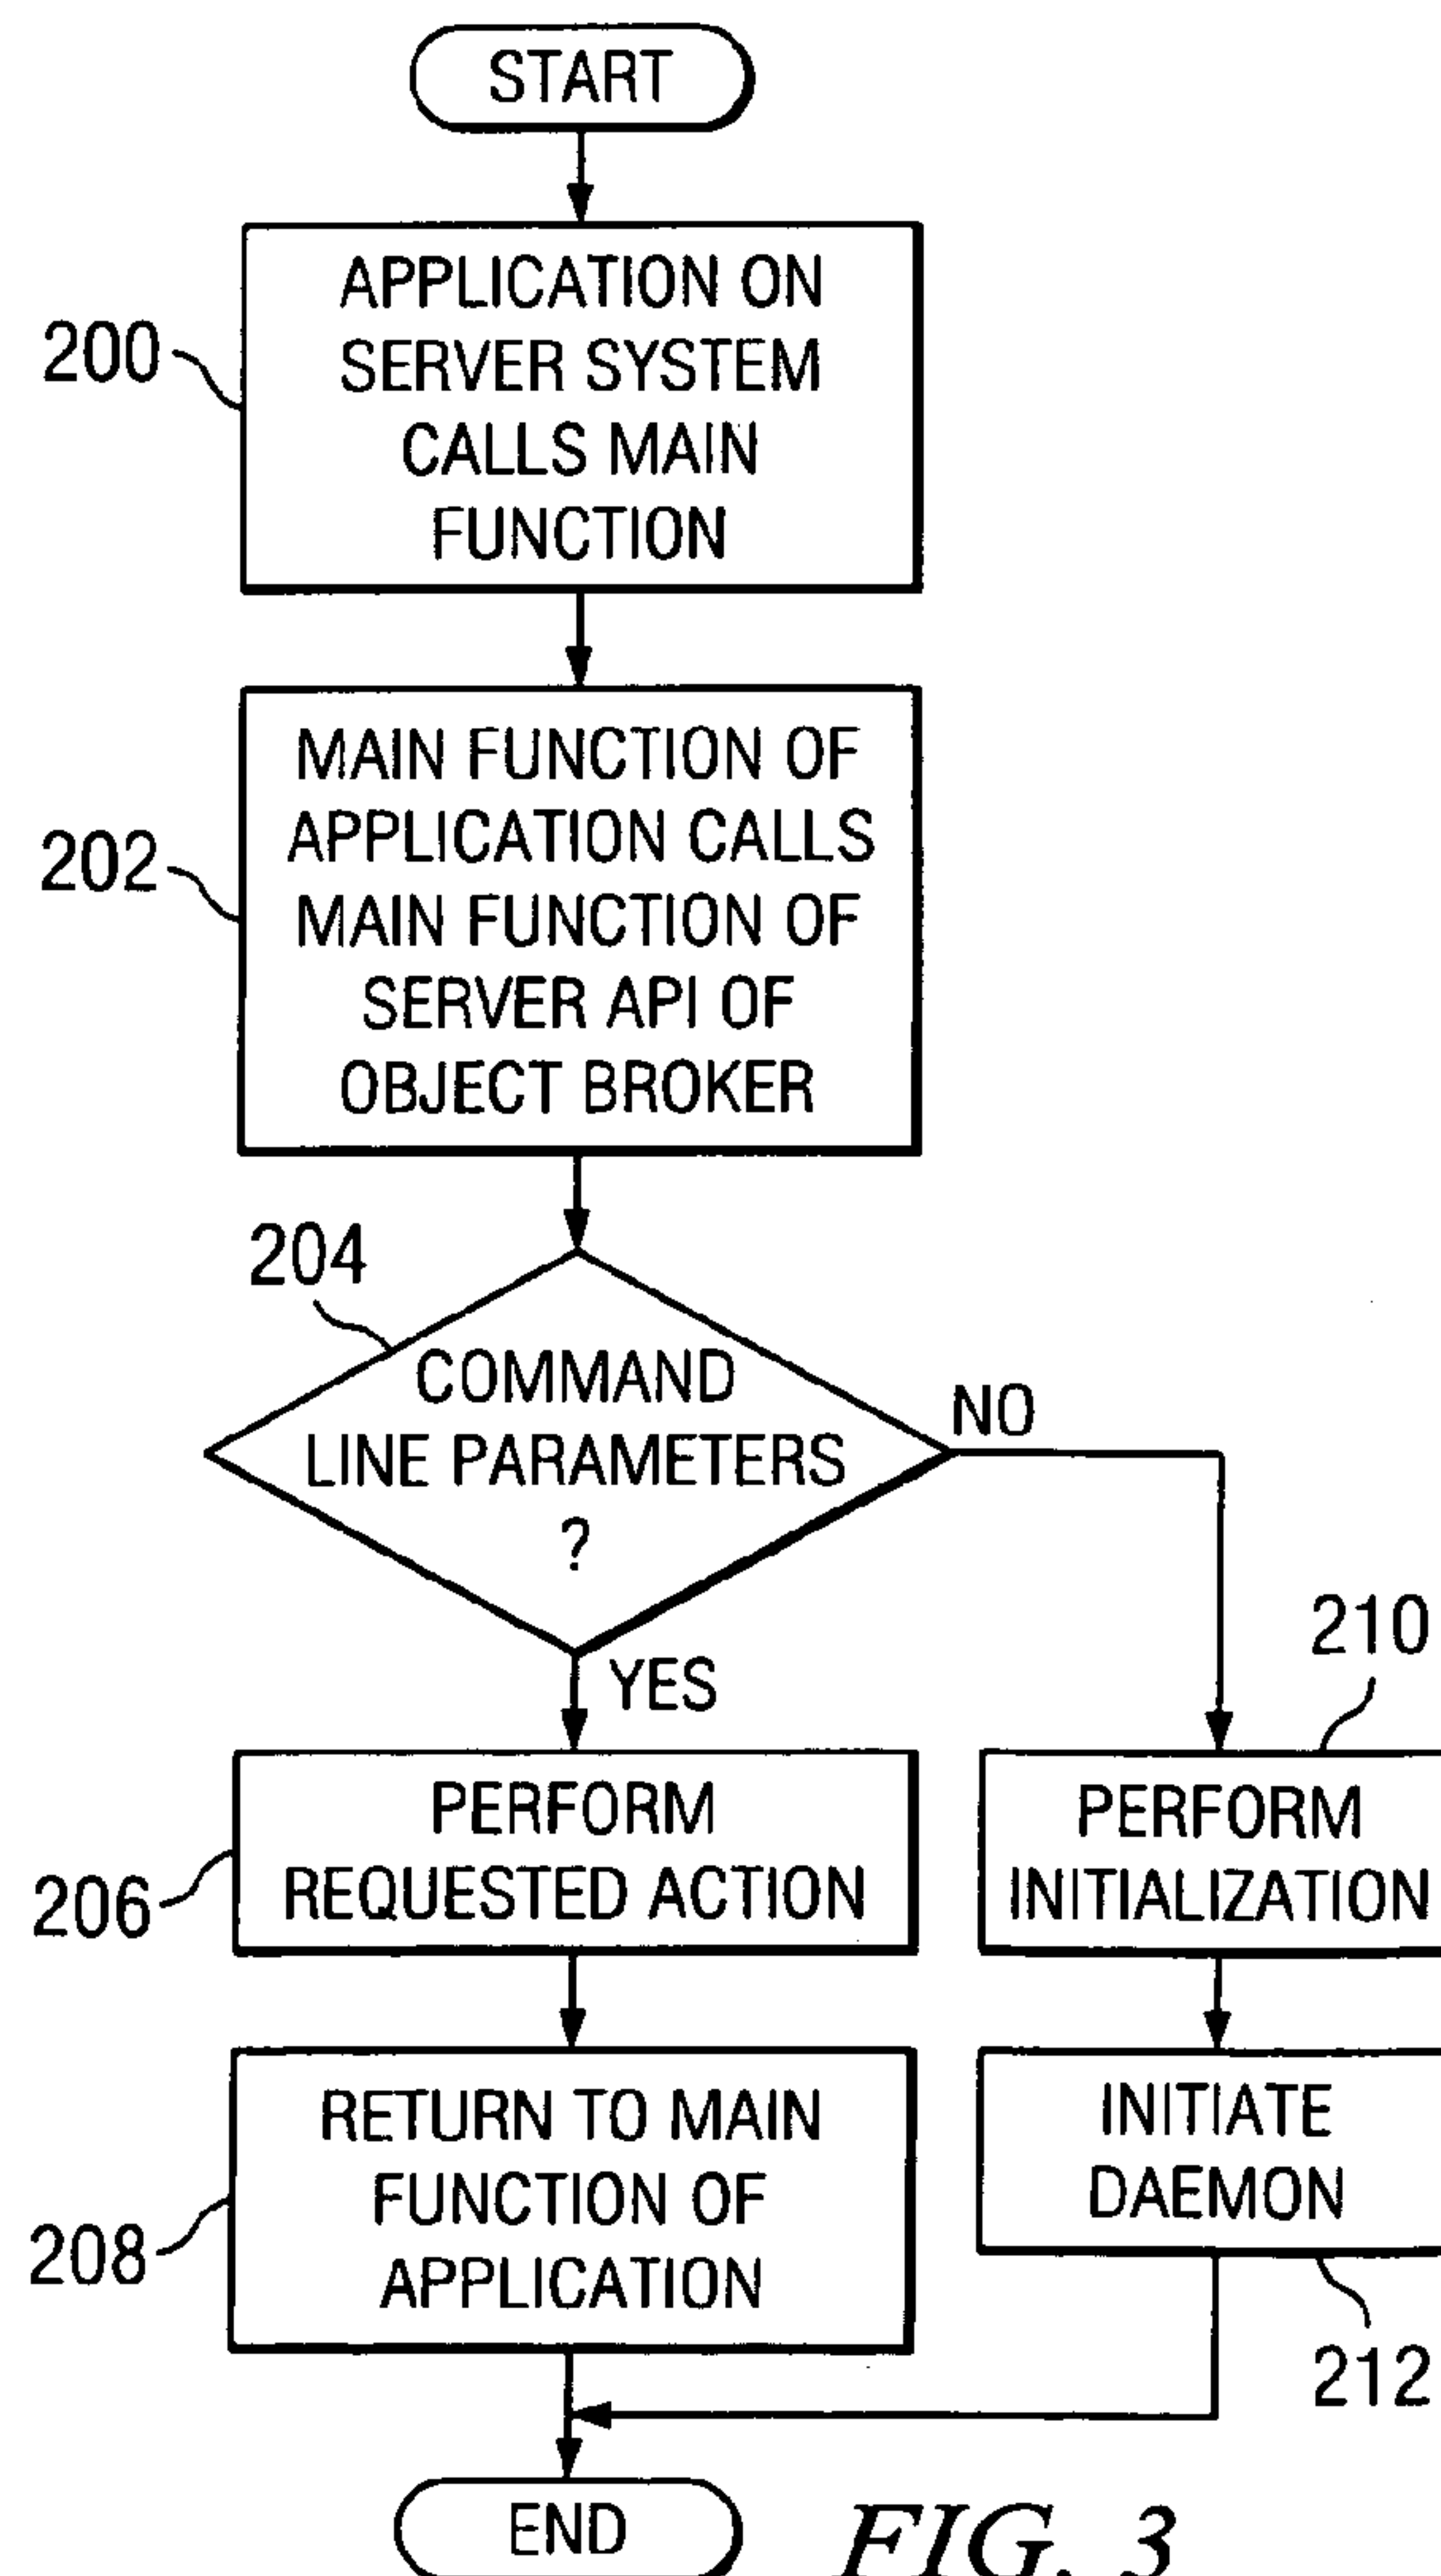 START
200
APPLICATION ON
SERVER SYSTEM
CALLS MAIN
FUNCTION
202
MAIN FUNCTION OF
APPLICATION CALLS
MAIN FUNCTION OF
SERVER API OF
OBJECT BROKER
204
COMMAND
LINE PARAMETERS
?
NO
YES
210
206
PERFORM
REQUESTED ACTION
PERFORM
INITIALIZATION
208
RETURN TO MAIN
FUNCTION OF
APPLICATION
INITIATE
DAEMON
212
END
FIG. 3